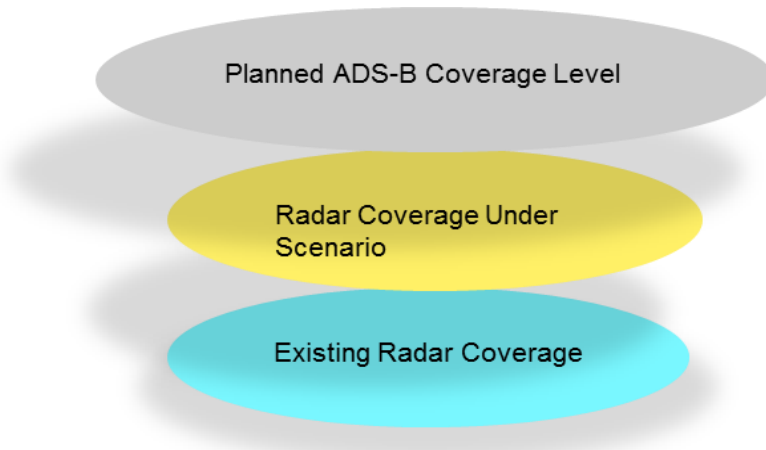 Planned ADS-B Coverage Level
Radar Coverage Under
Scenario
Existing Radar Coverage